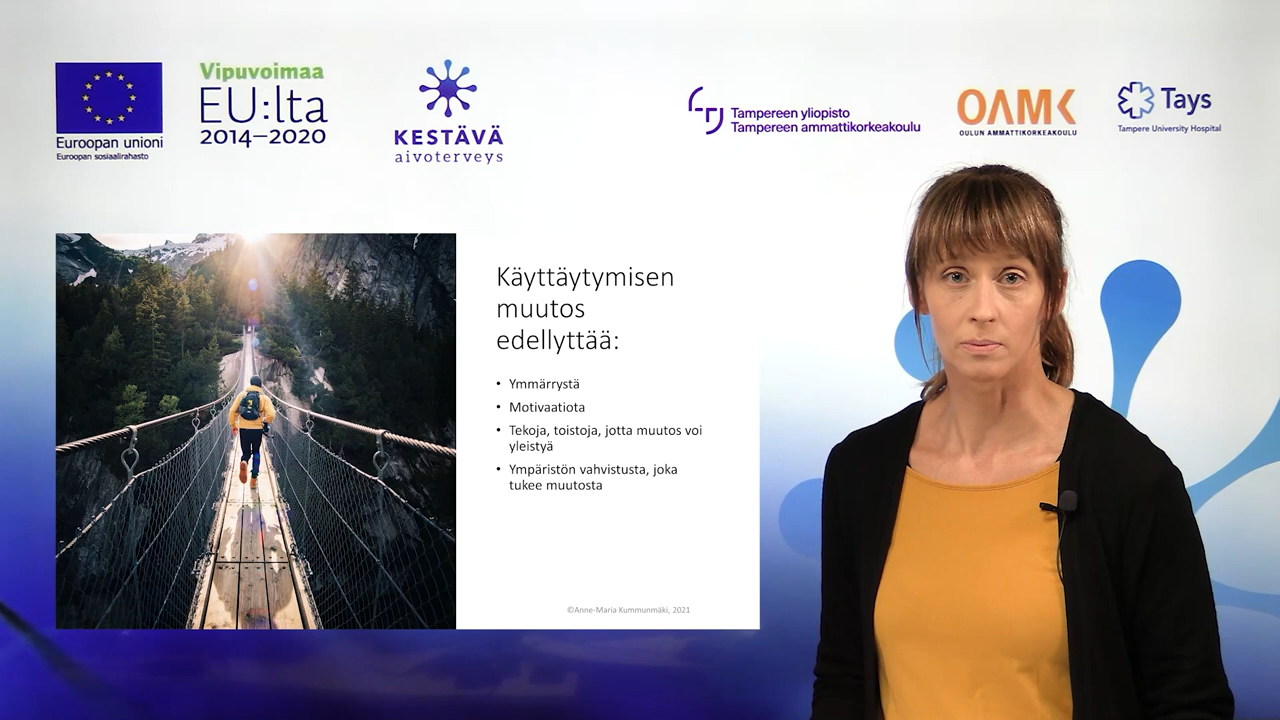 Euroopan unioni
Euroopan sosiaalirahasto
Vipuvoimaa
EU:lta
2014–2020
KESTÄVÄ
aivoterveys
Tampereen yliopisto
Tampereen ammattikorkeakoulu
OAMK
OULUN AMMATTIKORKEAKOULU
Tays
Tampere University Hospital
Käyttäytymisen
muutos
edellyttää:
• Ymmärrystä
• Motivaatiota
• Tekoja, toistoja, jotta muutos voi
yleistyä
• Ympäristön vahvistusta, joka
tukee muutosta
©Anne-Maria Kummunmäki, 2021